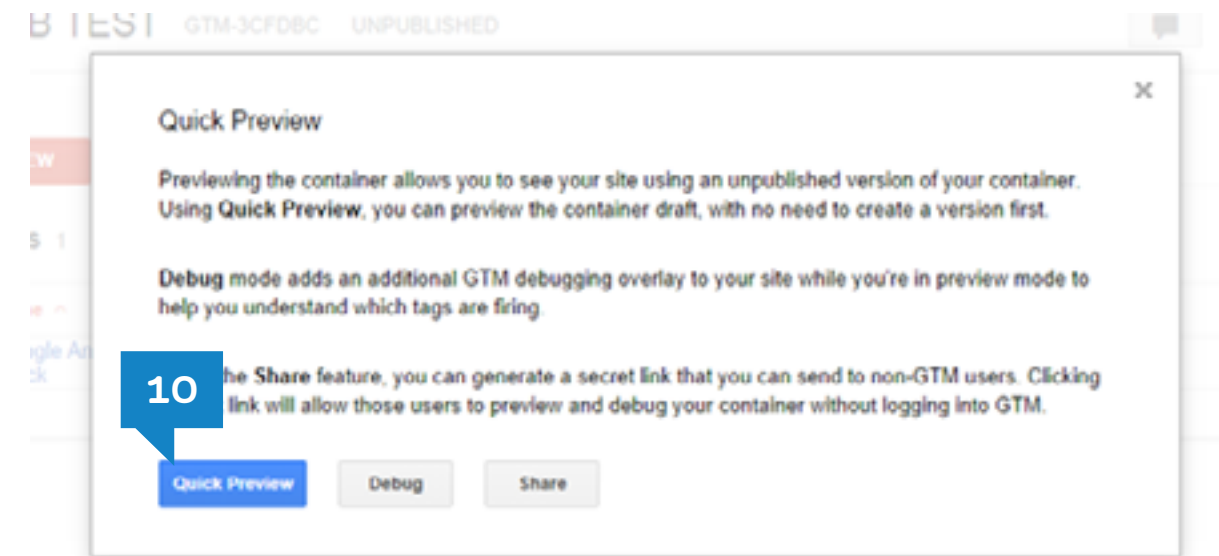 B TEST GTM-3CFDBC UNPUBLISHED
×
Quick Preview
EW
Previewing the container allows you to see your site using an unpublished version of your container.
Using Quick Preview, you can preview the container draft, with no need to create a version first.
S 1
Debug mode adds an additional GTM debugging overlay to your site while you're in preview mode to
help you understand which tags are firing.
ogle An
he Share feature, you can generate a secret link that you can send to non-GTM users. Clicking
10
link will allow those users to preview and debug your container without logging into GTM.
Quick Preview Debug Share